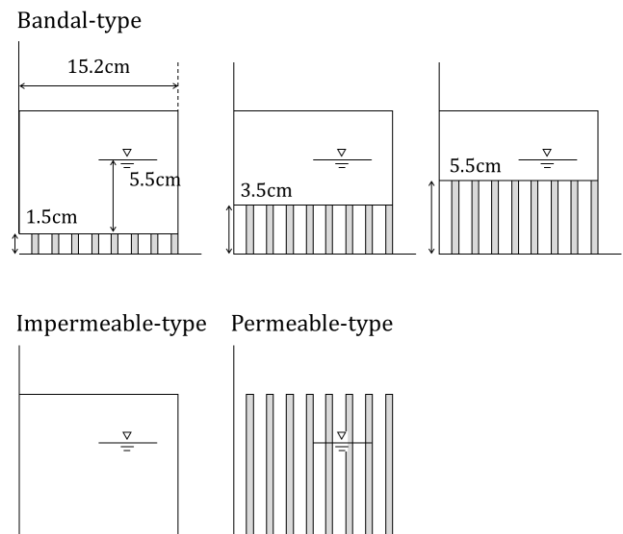 Bandal-type
15.2cm
5.5cm
1.5cm
3.5cm
5.5cm
Impermeable-type
Permeable-type